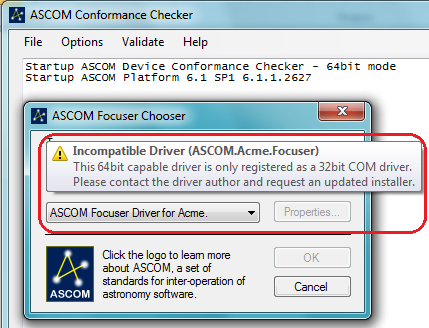 ASCOM Conformance Checker
File Options Validate Help
Startup ASCOM Device Conformance Checker - 64bit mode
Startup ASCOM Platform 6.1 SP1 6.1.1.2627
ASCOM Focuser Chooser
Incompatible Driver (ASCOM.Acme.Focuser)
This 64bit capable driver is only registered as a 32bit COM driver.
Please contact the driver author and request an updated installer.
ASCOM Focuser Driver for Acme.
Properties...
Click the logo to learn more
about ASCOM, a set of
standards for inter-operation of
astronomy software.
ASCOM
OK
Cancel